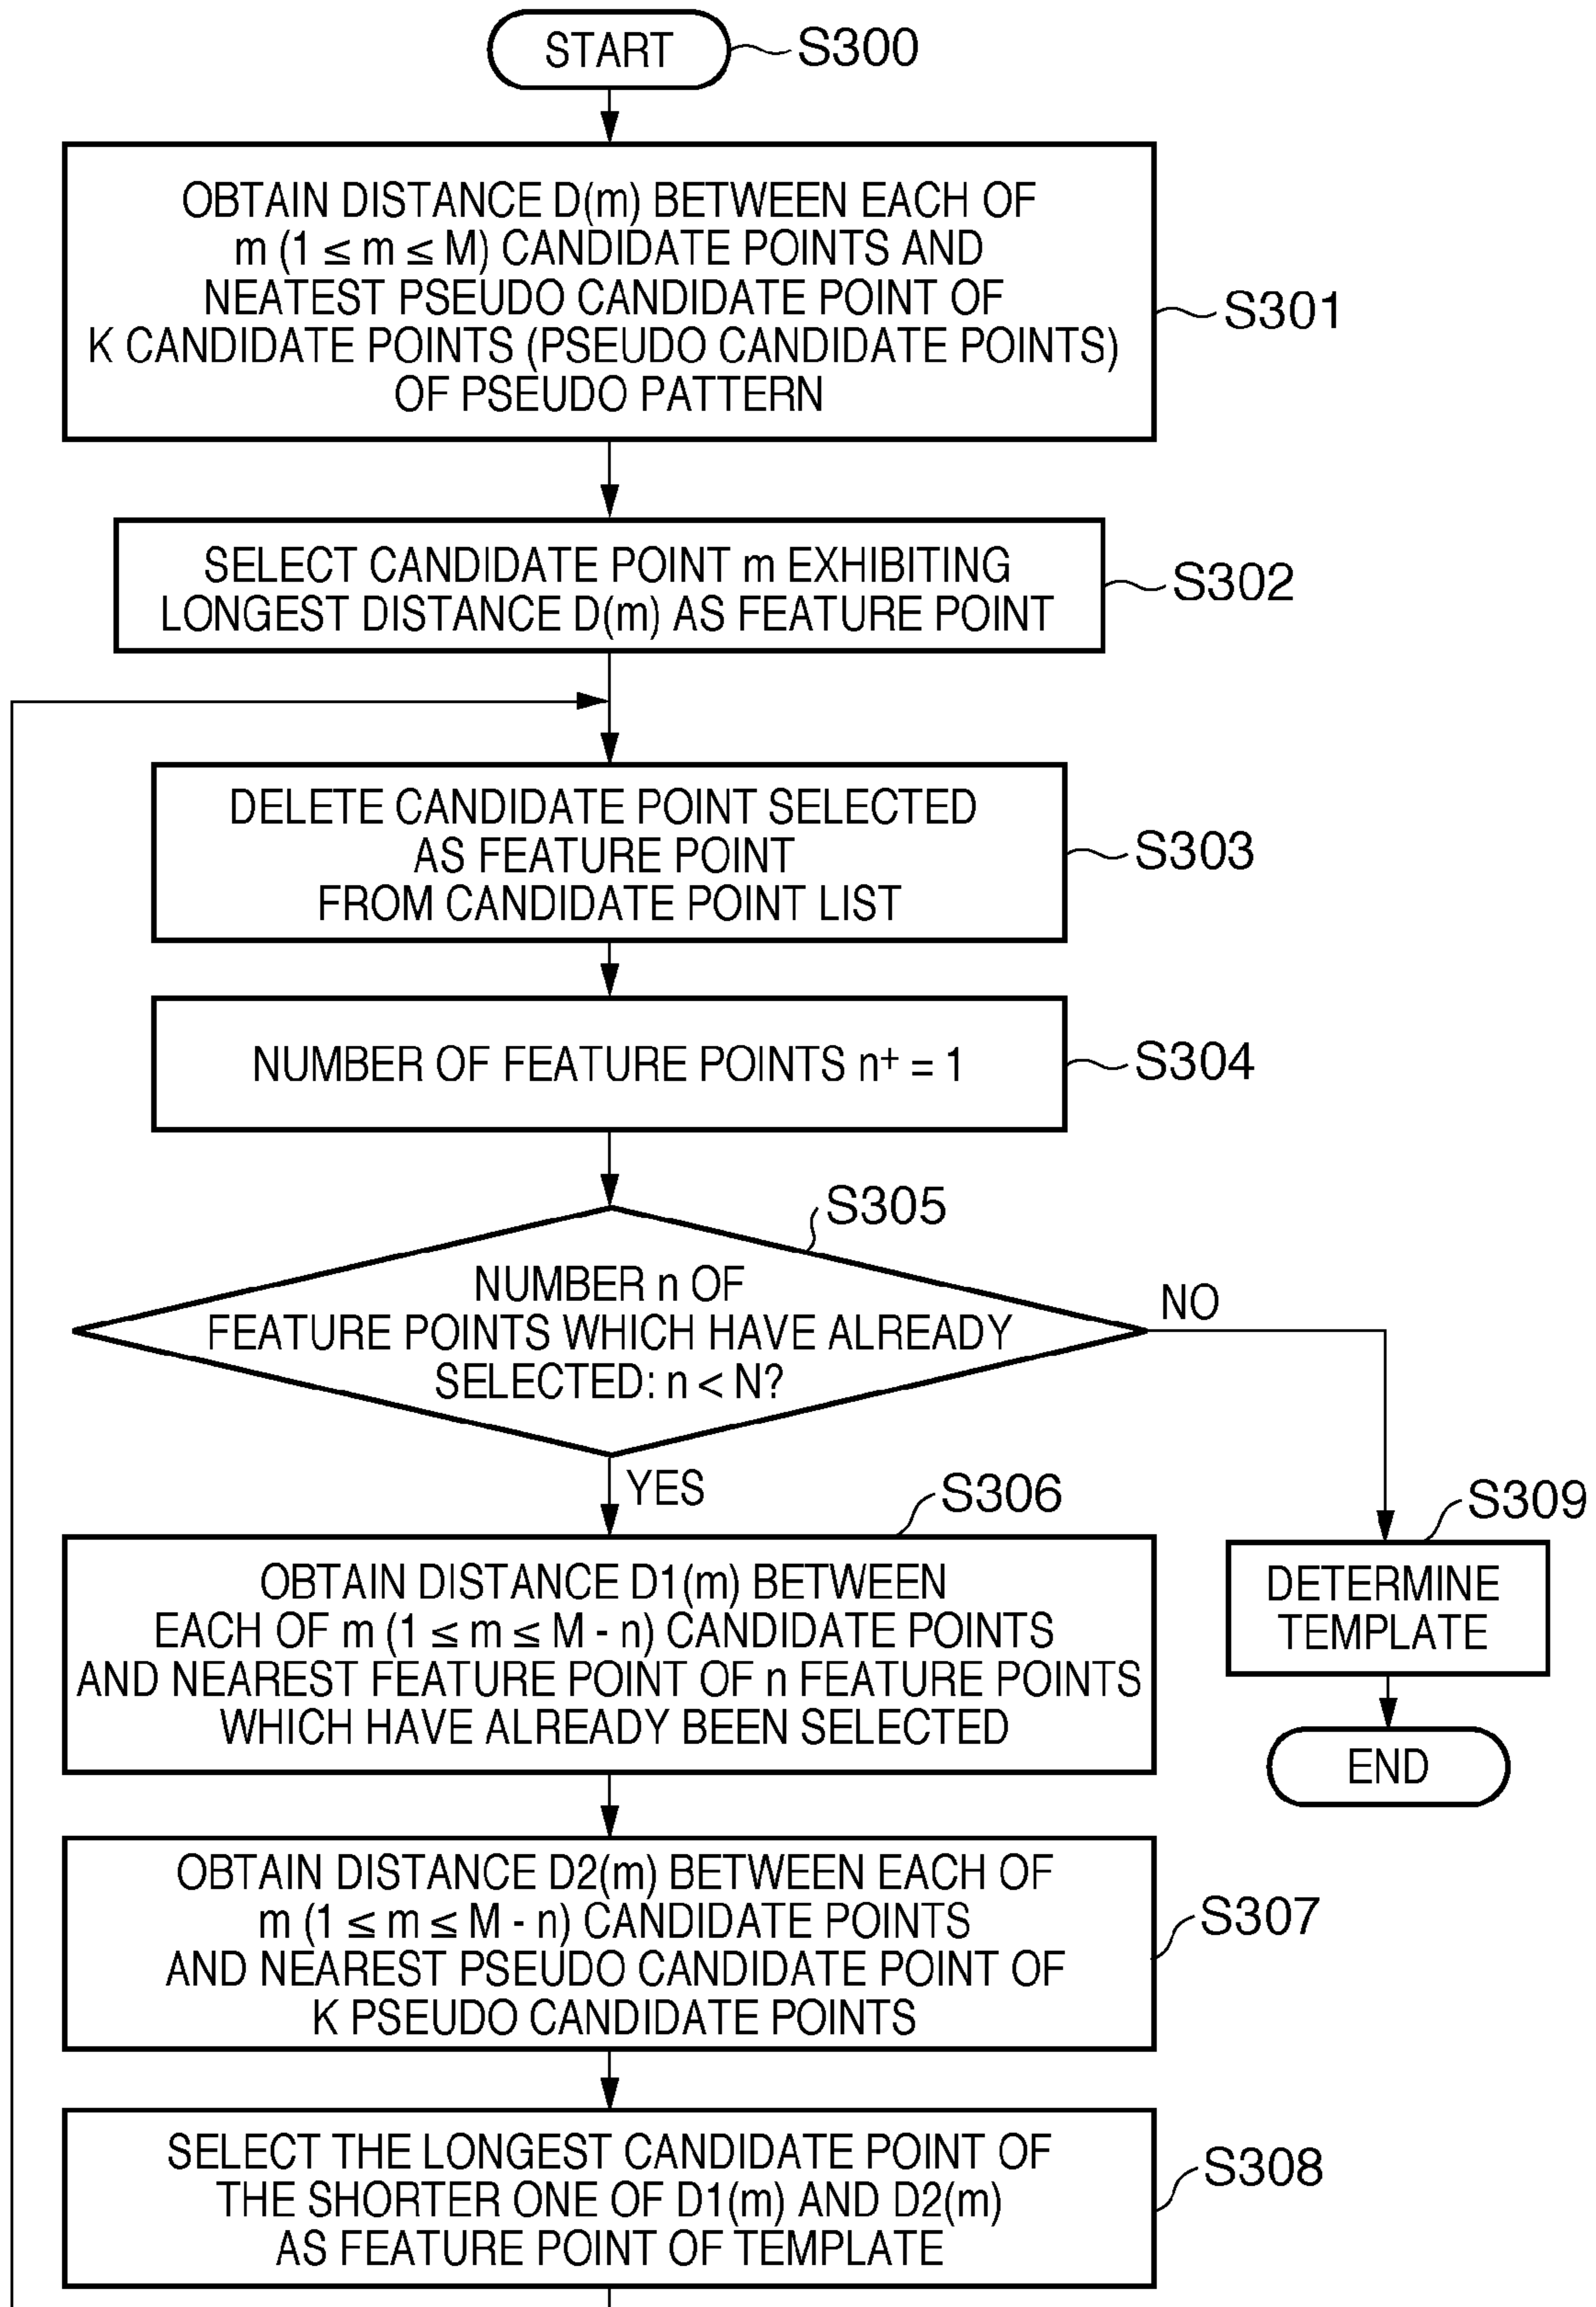 START
S300
OBTAIN DISTANCE D(m) BETWEEN EACH OF
m (1 ≤ m ≤ M) CANDIDATE POINTS AND
NEATEST PSEUDO CANDIDATE POINT OF
K CANDIDATE POINTS (PSEUDO CANDIDATE POINTS)
OF PSEUDO PATTERN
S301
SELECT CANDIDATE POINT m EXHIBITING
LONGEST DISTANCE D(m) AS FEATURE POINT
S302
DELETE CANDIDATE POINT SELECTED
AS FEATURE POINT
FROM CANDIDATE POINT LIST
S303
NUMBER OF FEATURE POINTS n⁺ = 1
S304
S305
NUMBER n OF
FEATURE POINTS WHICH HAVE ALREADY
SELECTED: n < N?
NO
YES
S306
OBTAIN DISTANCE D1(m) BETWEEN
EACH OF m (1 ≤ m ≤ M - n) CANDIDATE POINTS
AND NEAREST FEATURE POINT OF n FEATURE POINTS
WHICH HAVE ALREADY BEEN SELECTED
S309
DETERMINE
TEMPLATE
END
OBTAIN DISTANCE D2(m) BETWEEN EACH OF
m (1 ≤ m ≤ M - n) CANDIDATE POINTS
AND NEAREST PSEUDO CANDIDATE POINT OF
K PSEUDO CANDIDATE POINTS
S307
SELECT THE LONGEST CANDIDATE POINT OF
THE SHORTER ONE OF D1(m) AND D2(m)
AS FEATURE POINT OF TEMPLATE
S308